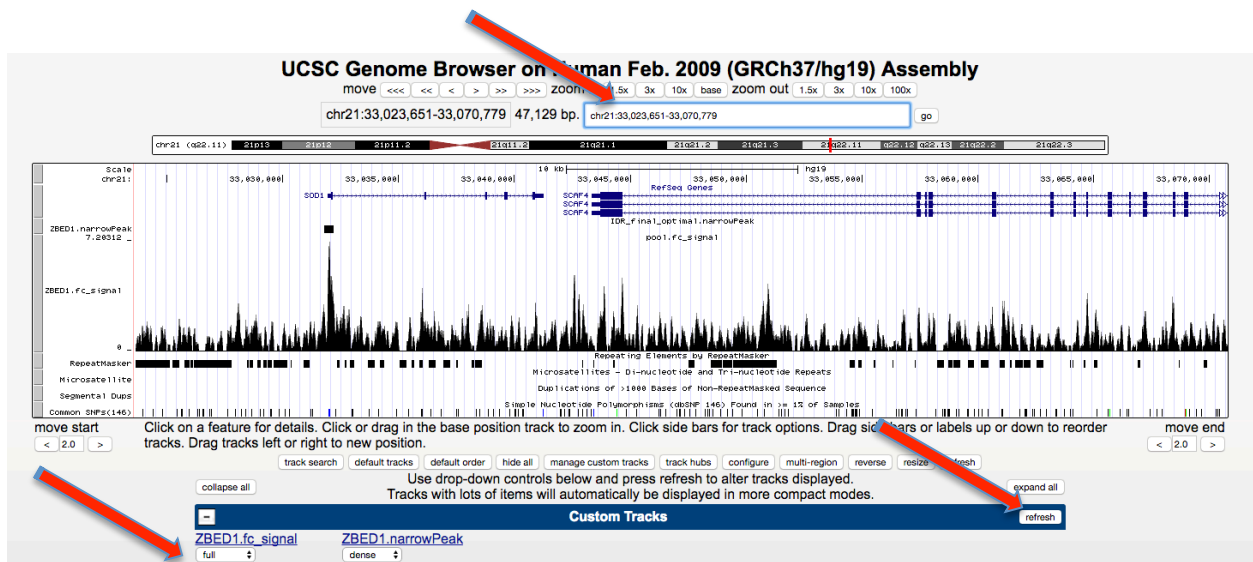 UCSC Genome Browser on Human Feb. 2009 (GRCh37/hg19) Assembly
move <<< << < > >> >>> zoom 1.5x 3x 10x base zoom out 1.5x 3x 10x 100x
chr21:33,023,651-33,070,779 47,129 bp. chr21:33,023,651-33,070,779 go
chr21 (q22.11) 21p13 21p12 21p11.2 21q11.2 21q21.1 21q21.2 21q21.3 21q22.11 q22.12 q22.13 21q22.2 21q22.3
Scale 10 kb hg19
chr21: 33,030,000 33,035,000 33,040,000 33,045,000 33,050,000 33,055,000 33,060,000 33,065,000 33,070,000
RefSeq Genes
SOD1 SCAF4
SCAF4
SCAF4
IDR_final_optimal.narrowPeak
ZBED1.narrowPeak
7.20312 _ pool.fc_signal
ZBED1.fc_signal
0 _
Repeating Elements by RepeatMasker
RepeatMasker
Microsatellites - Di-nucleotide and Tri-nucleotide Repeats
Microsatellite
Duplications of >1000 Bases of Non-RepeatMasked Sequence
Segmental Dups
Simple Nucleotide Polymorphisms (dbSNP 146) Found in >= 1% of Samples
Common SNPs(146)
move start Click on a feature for details. Click or drag in the base position track to zoom in. Click side bars for track options. Drag side bars or labels up or down to reorder move end
< 2.0 > tracks. Drag tracks left or right to new position. < 2.0 >
track search default tracks default order hide all manage custom tracks track hubs configure multi-region reverse resize refresh
collapse all Use drop-down controls below and press refresh to alter tracks displayed. expand all
Tracks with lots of items will automatically be displayed in more compact modes.
- Custom Tracks refresh
ZBED1.fc_signal ZBED1.narrowPeak
full dense